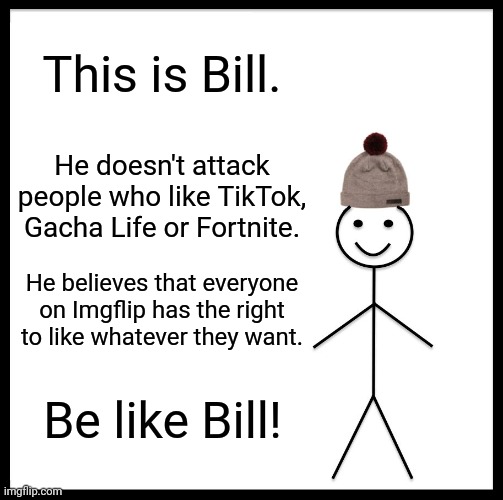 This is Bill.
He doesn't attack
people who like TikTok,
Gacha Life or Fortnite.
He believes that everyone
on Imgflip has the right
to like whatever they want.
Be like Bill!
imgflip.com